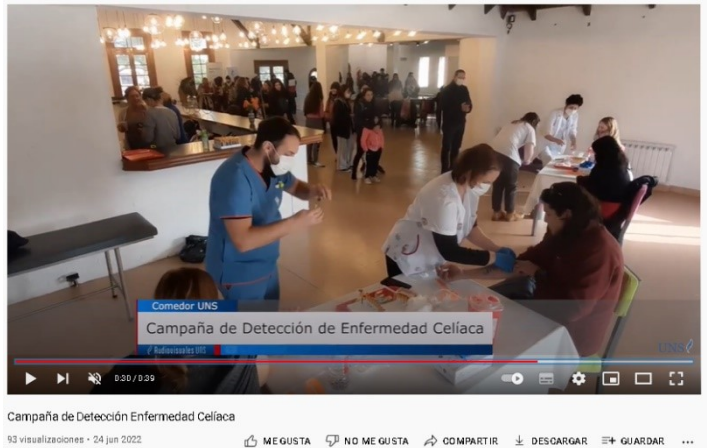 Comedor UNS
Campaña de Detección de Enfermedad Celíaca
Radiovisuales UNS
UNS
0:30 / 0:39
Campaña de Detección Enfermedad Celíaca
93 visualizaciones • 24 jun 2022
ME GUSTA NO ME GUSTA COMPARTIR DESCARGAR GUARDAR ...